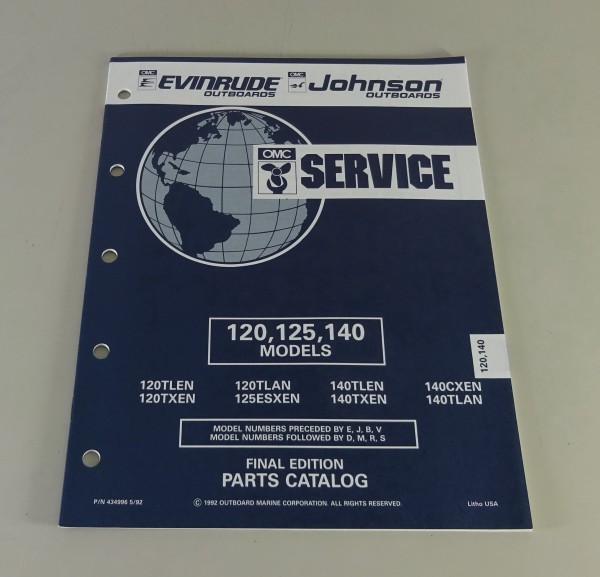 OMC EVINRUDE OUTBOARDS
OMC Johnson OUTBOARDS
OMC SERVICE
120,125,140
MODELS
120,140
120TLEN 120TLAN 140TLEN 140CXEN
120TXEN 125ESXEN 140TXEN 140TLAN
MODEL NUMBERS PRECEDED BY E, J, B, V
MODEL NUMBERS FOLLOWED BY D, M, R, S
FINAL EDITION
PARTS CATALOG
P/N 434996 5/92 © 1992 OUTBOARD MARINE CORPORATION. ALL RIGHTS RESERVED. Litho USA